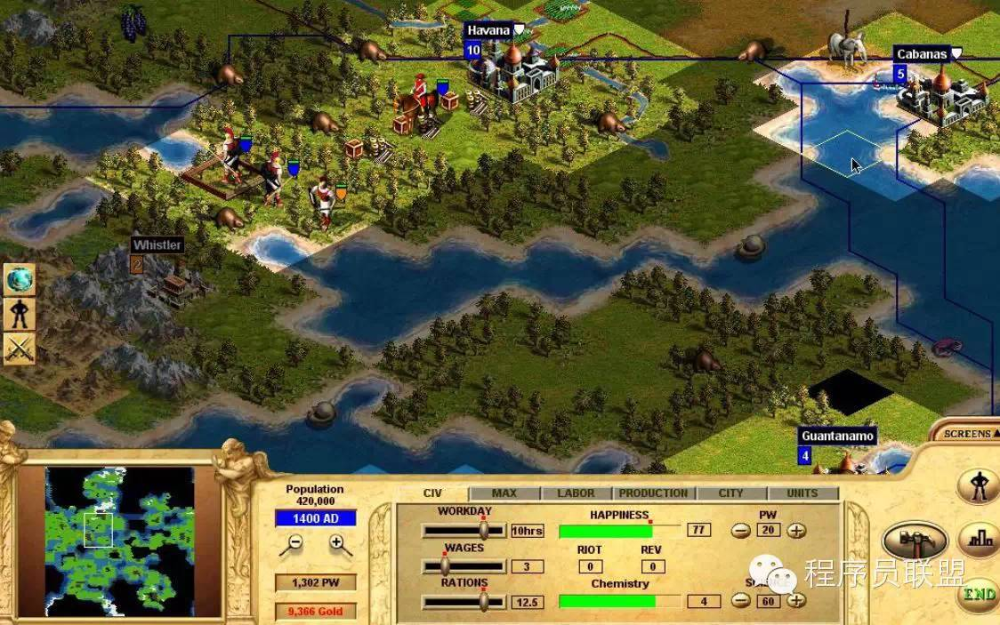 Havana
10
Cabanas
5
Whistler
Guantanamo
4
SCREENS
Population
420,000
1400 AD
1,302 PW
9,366 Gold
CIV MAX LABOR PRODUCTION CITY UNITS
WORKDAY
10hrs
WAGES
3
RATIONS
12.5
HAPPINESS
77
RIOT REV
0 0
Chemistry
4
PW
20
60
END
程序员联盟